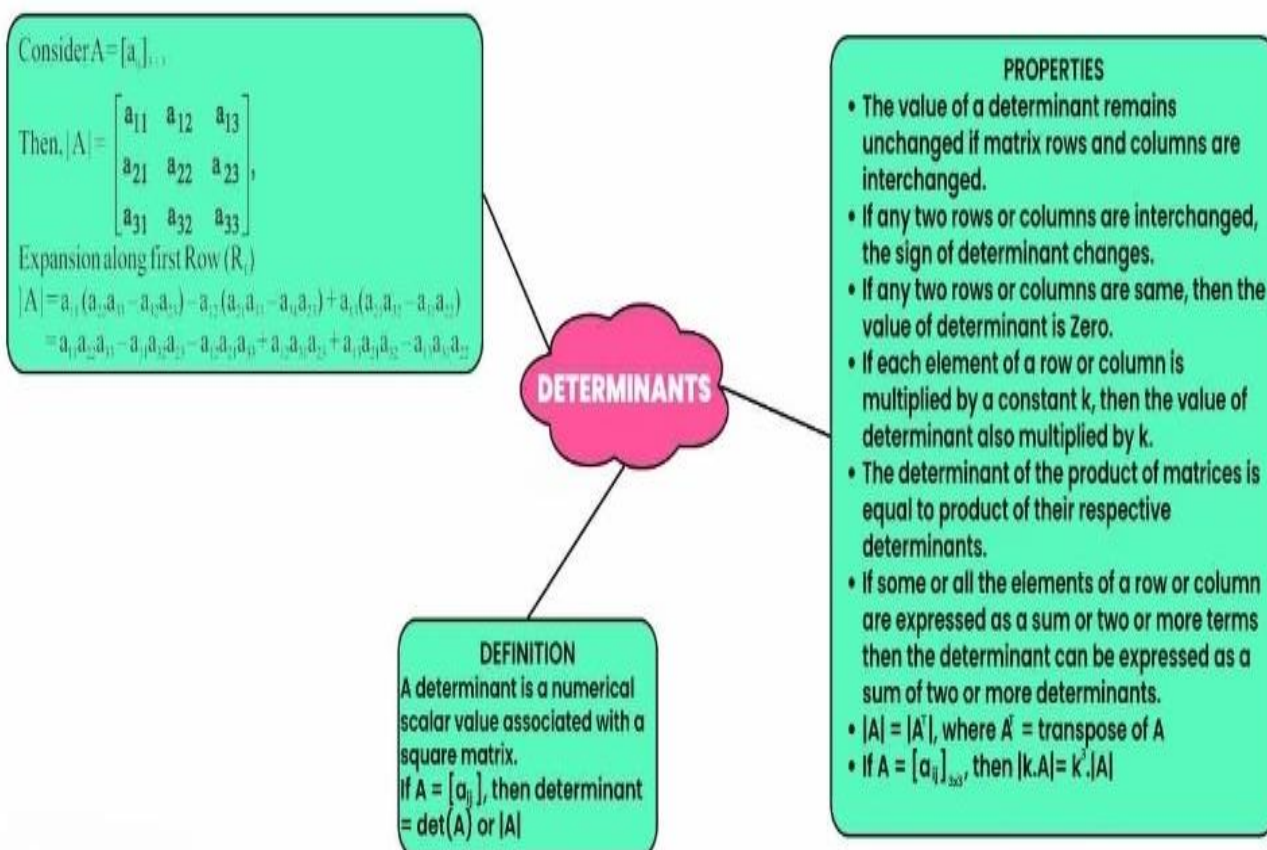 Consider A = [a
Then, |A| =
a₁₁ a₁₂ a₁₃
a₂₁ a₂₂ a₂₃ ,
a₃₁ a₃₂ a₃₃
Expansion along first Row (R₁)
|A| =
DETERMINANTS
DEFINITION
A determinant is a numerical
scalar value associated with a
square matrix.
If A = [aᵢⱼ], then determinant
= det(A) or |A|
PROPERTIES
• The value of a determinant remains
unchanged if matrix rows and columns are
interchanged.
• If any two rows or columns are interchanged,
the sign of determinant changes.
• If any two rows or columns are same, then the
value of determinant is Zero.
• If each element of a row or column is
multiplied by a constant k, then the value of
determinant also multiplied by k.
• The determinant of the product of matrices is
equal to product of their respective
determinants.
• If some or all the elements of a row or column
are expressed as a sum or two or more terms
then the determinant can be expressed as a
sum of two or more determinants.
• |A| = |Aᵀ|, where Aᵀ = transpose of A
• If A = [aᵢⱼ]₃ₓ₃, then |k.A| = k³.|A|